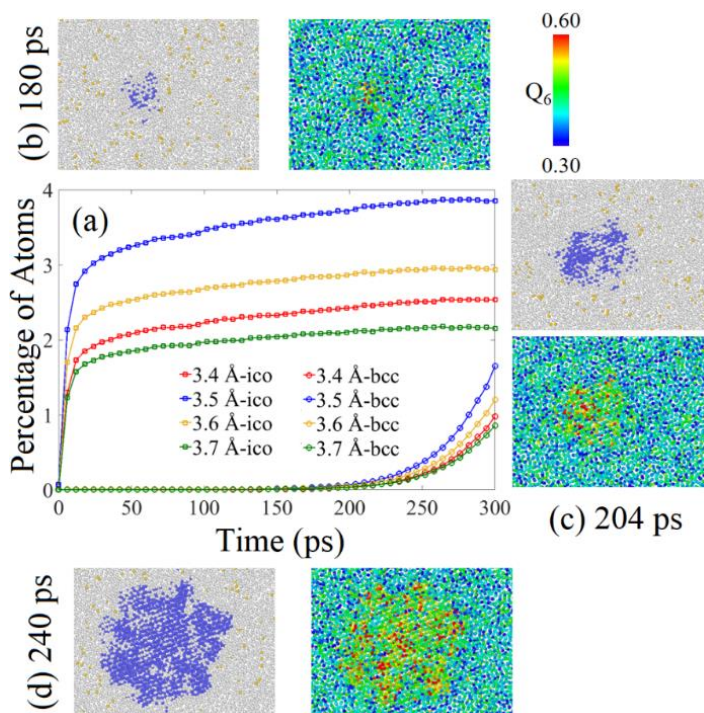 (b) 180 ps
0.60
Q6
0.30
(a)
Percentage of Atoms
4
3
2
1
0
3.4 Å-ico 3.4 Å-bcc
3.5 Å-ico 3.5 Å-bcc
3.6 Å-ico 3.6 Å-bcc
3.7 Å-ico 3.7 Å-bcc
0 50 100 150 200 250 300
Time (ps)
(c) 204 ps
(d) 240 ps